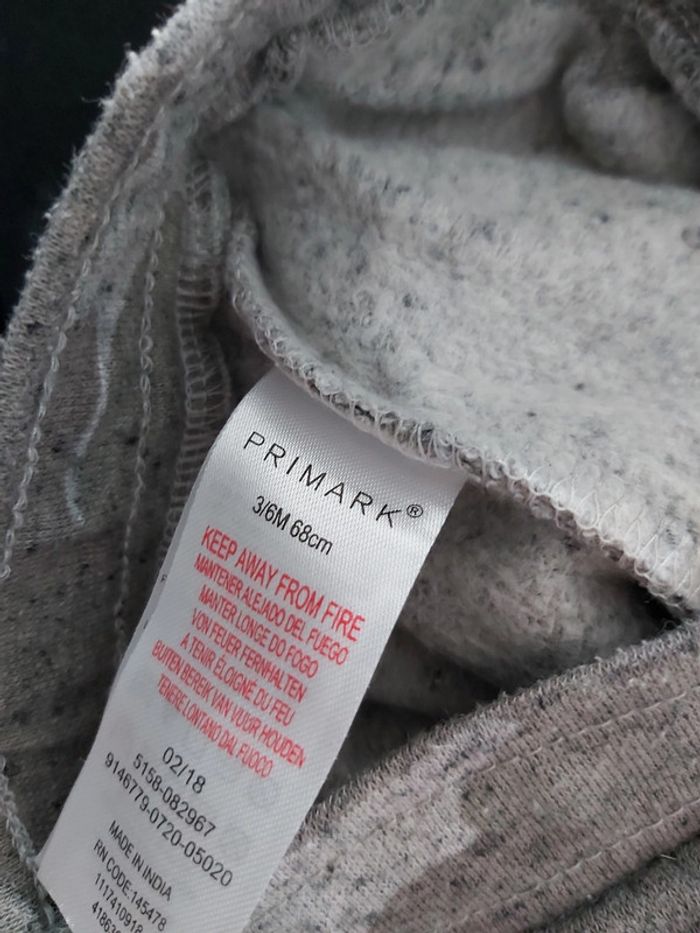 PRIMARK®
3/6M 68cm
KEEP AWAY FROM FIRE
MANTENER ALEJADO DEL FUEGO
MANTER LONGE DO FOGO
VON FEUER FERNHALTEN
A TENIR ÉLOIGNÉ DU FEU
BUITEN BEREIK VAN VUUR HOUDEN
TENERE LONTANO DAL FUOCO
02/18
5158-082967
9146779-0720-05020
MADE IN INDIA
RN CODE:145478
1117410918